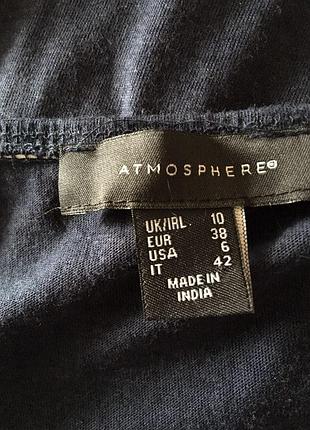 ATMOSPHERE
UK/IRL 10
EUR 38
USA 6
IT 42
MADE IN
INDIA